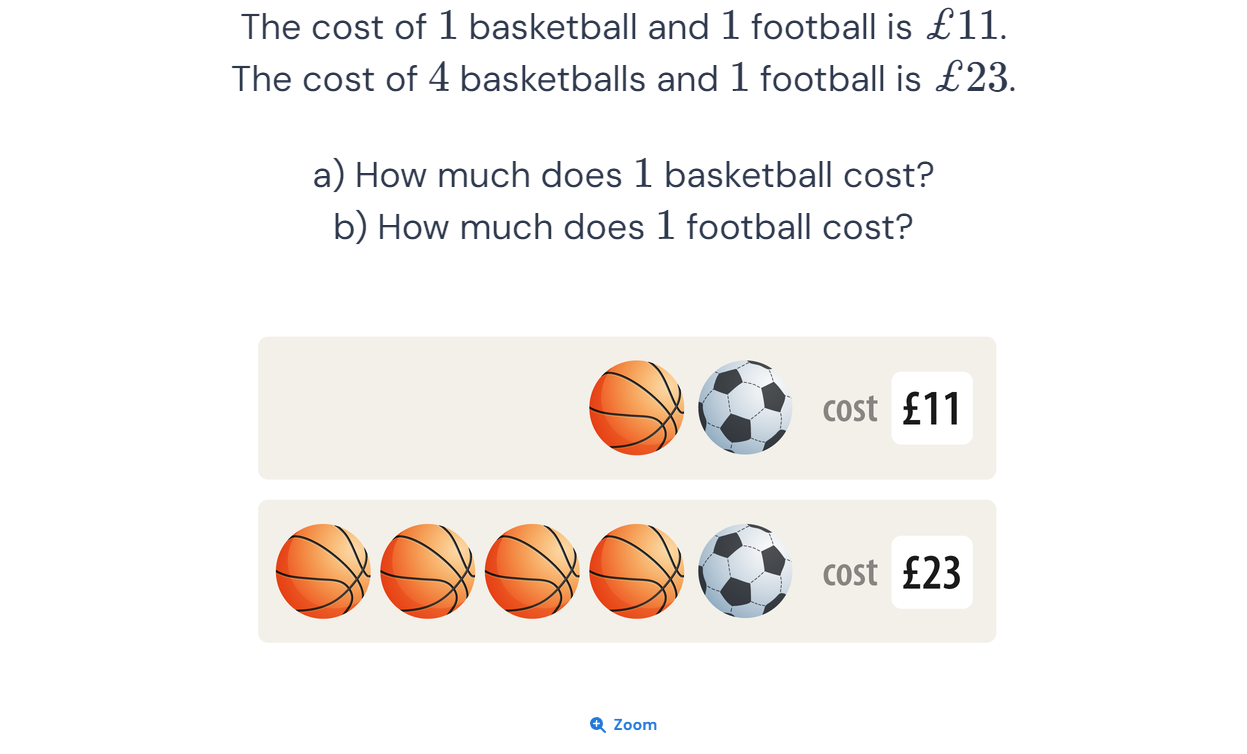 The cost of 1 basketball and 1 football is £11.
The cost of 4 basketballs and 1 football is £23.
a) How much does 1 basketball cost?
b) How much does 1 football cost?
cost £11
cost £23
Zoom